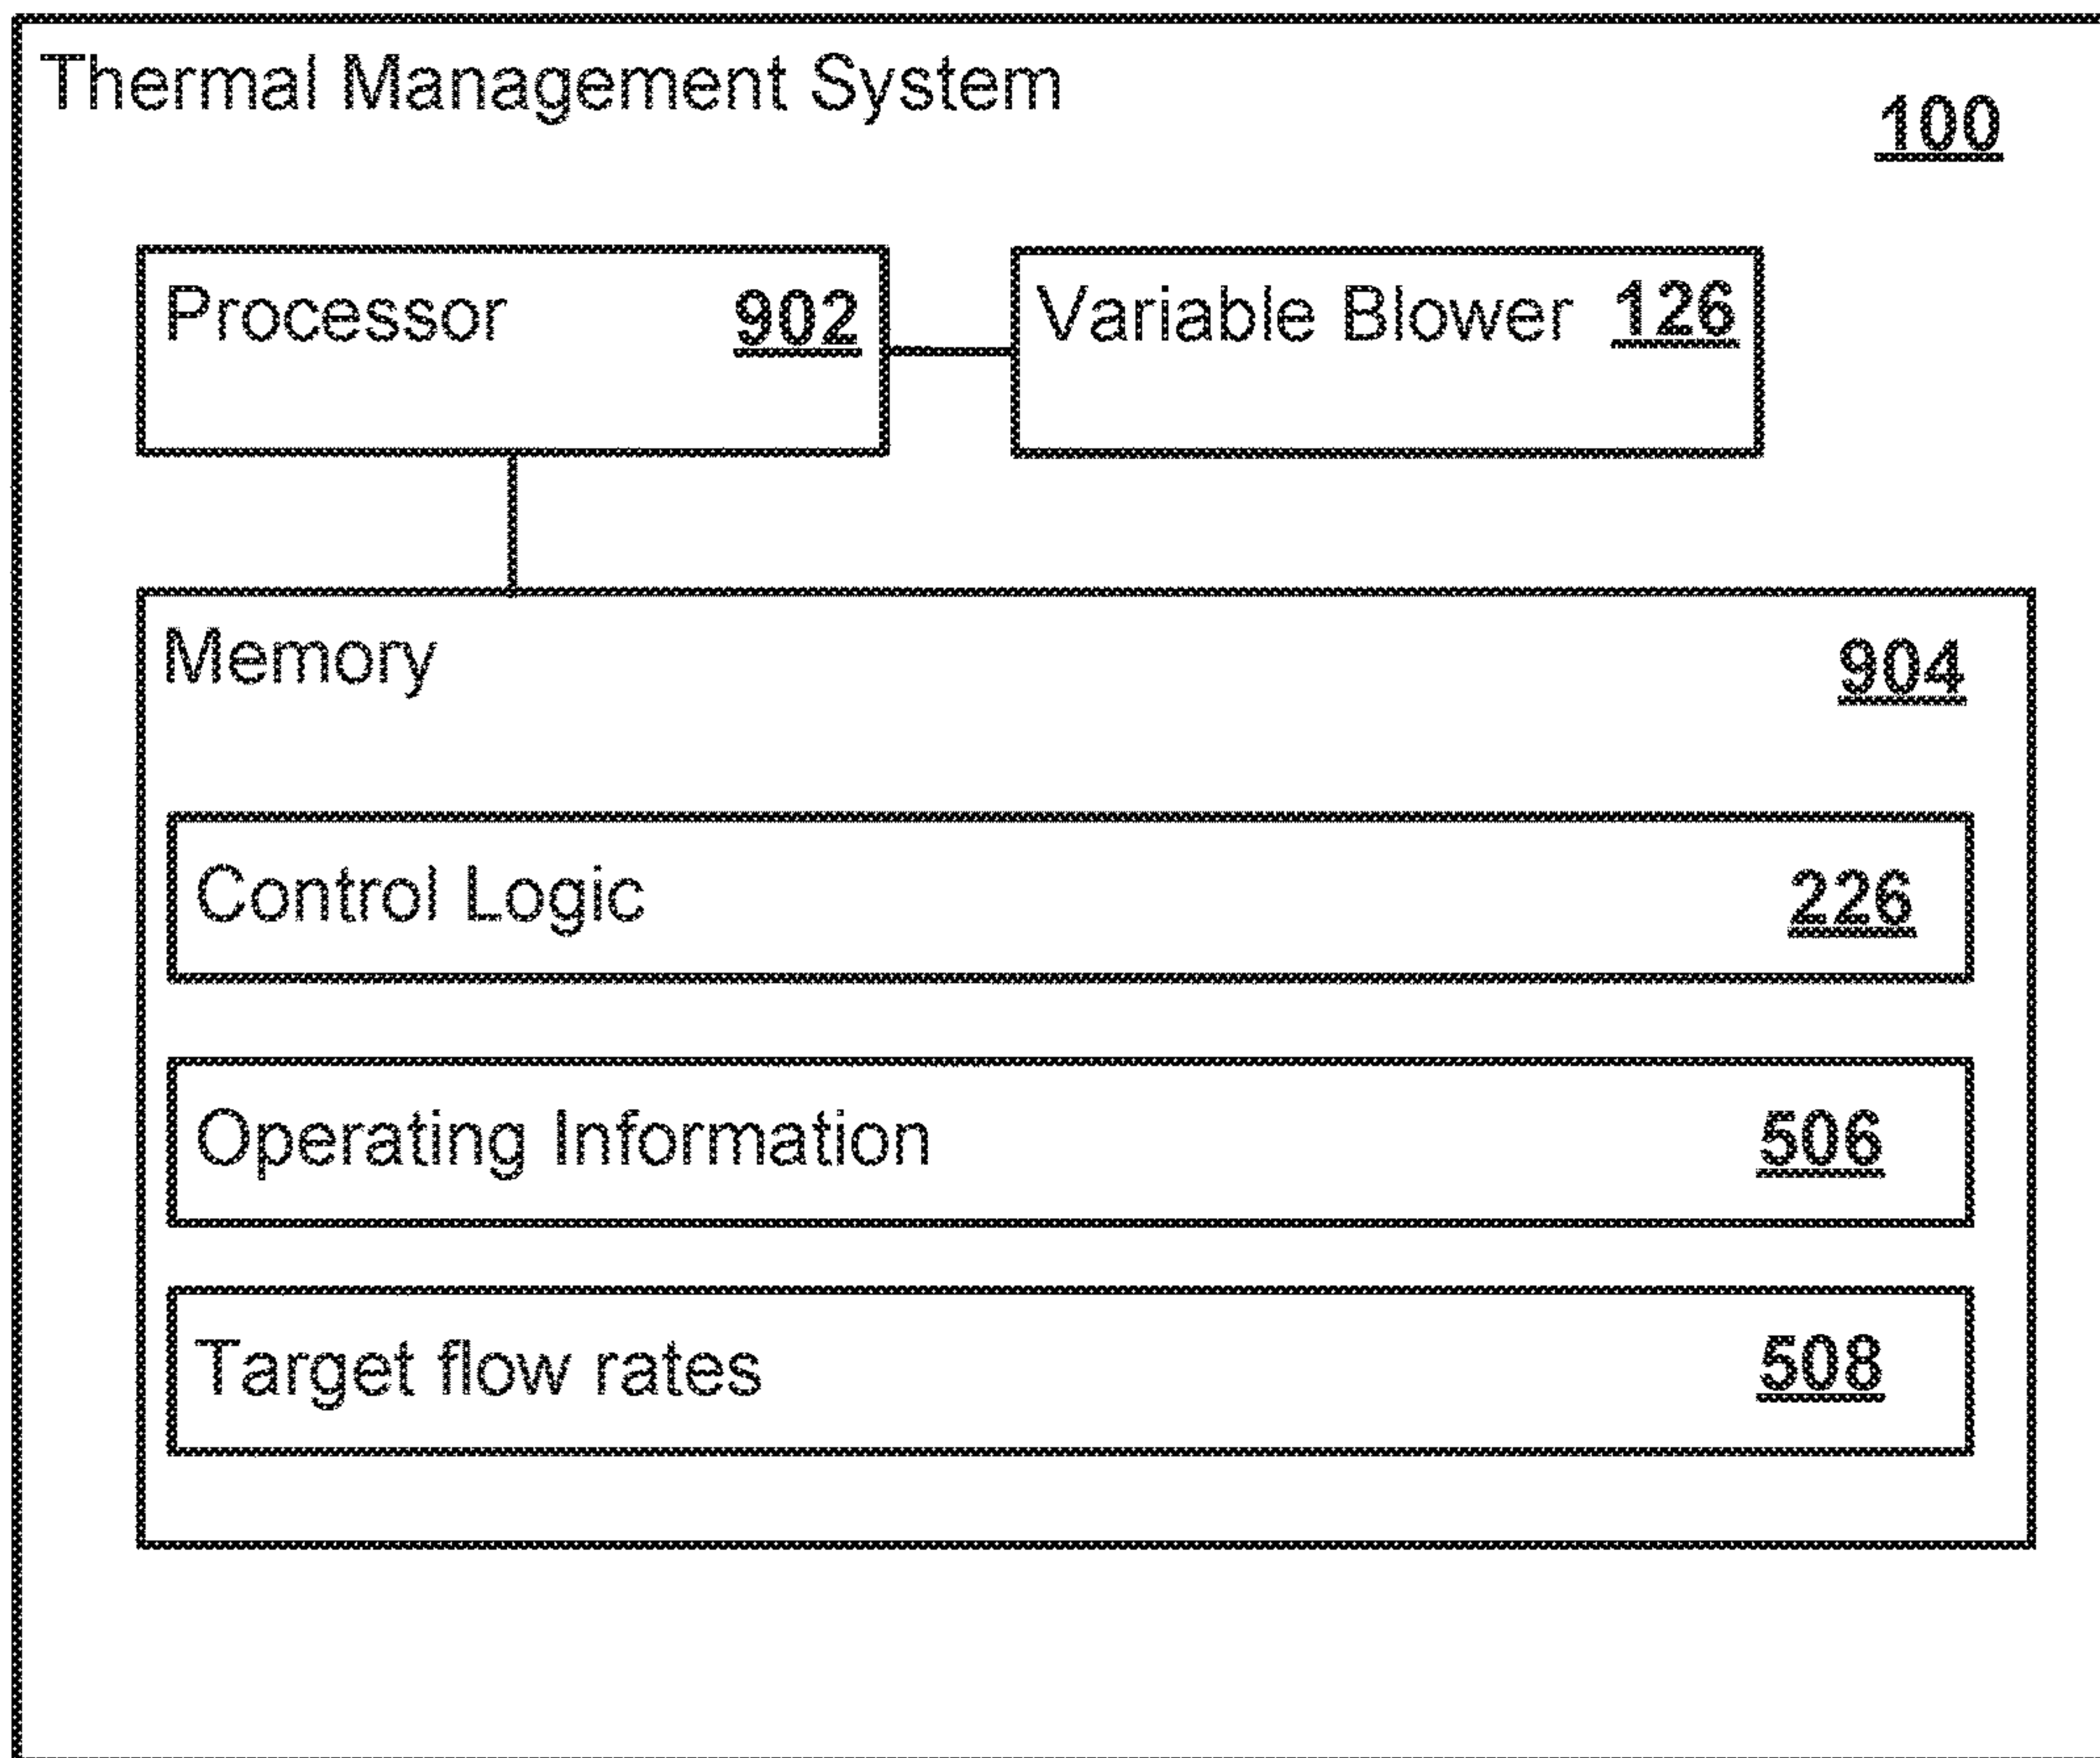 Thermal Management System
100
Processor 902
Variable Blower 126
Memory 904
Control Logic 226
Operating Information 506
Target flow rates 508